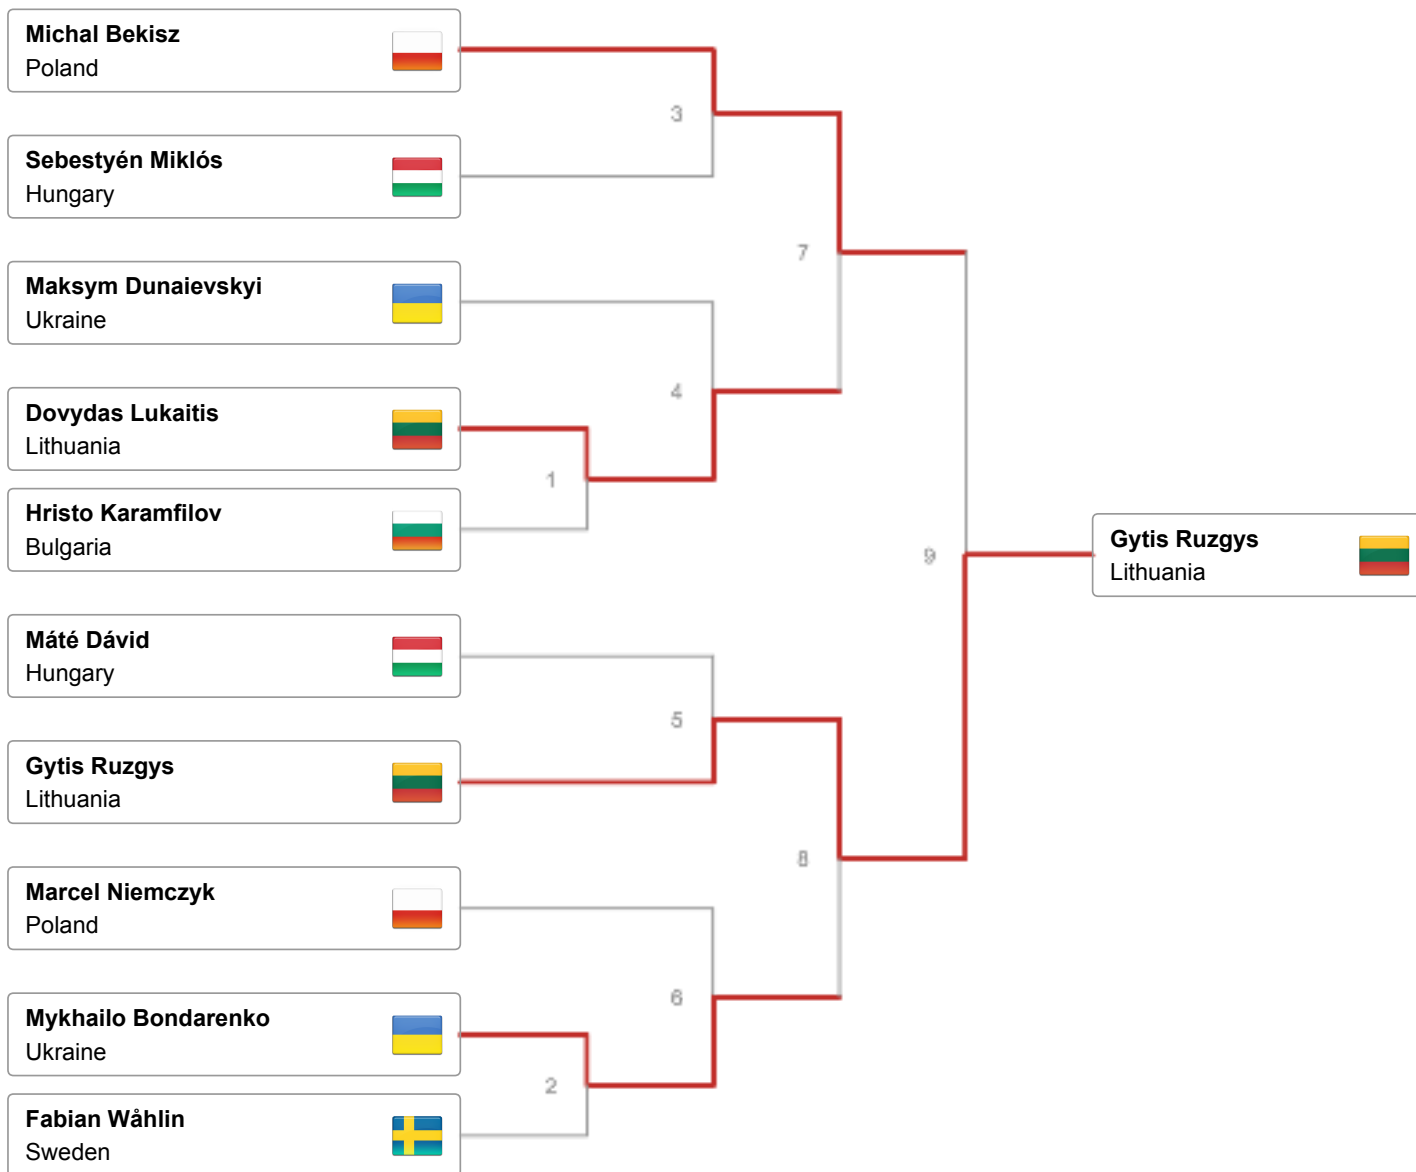 Michal Bekisz
Poland
3
Sebestyén Miklós
Hungary
7
Maksym Dunaievskyi
Ukraine
4
Dovydas Lukaitis
Lithuania
1
Hristo Karamfilov
Bulgaria
9
Gytis Ruzgys
Lithuania
Máté Dávid
Hungary
5
Gytis Ruzgys
Lithuania
8
Marcel Niemczyk
Poland
6
Mykhailo Bondarenko
Ukraine
2
Fabian Wåhlin
Sweden